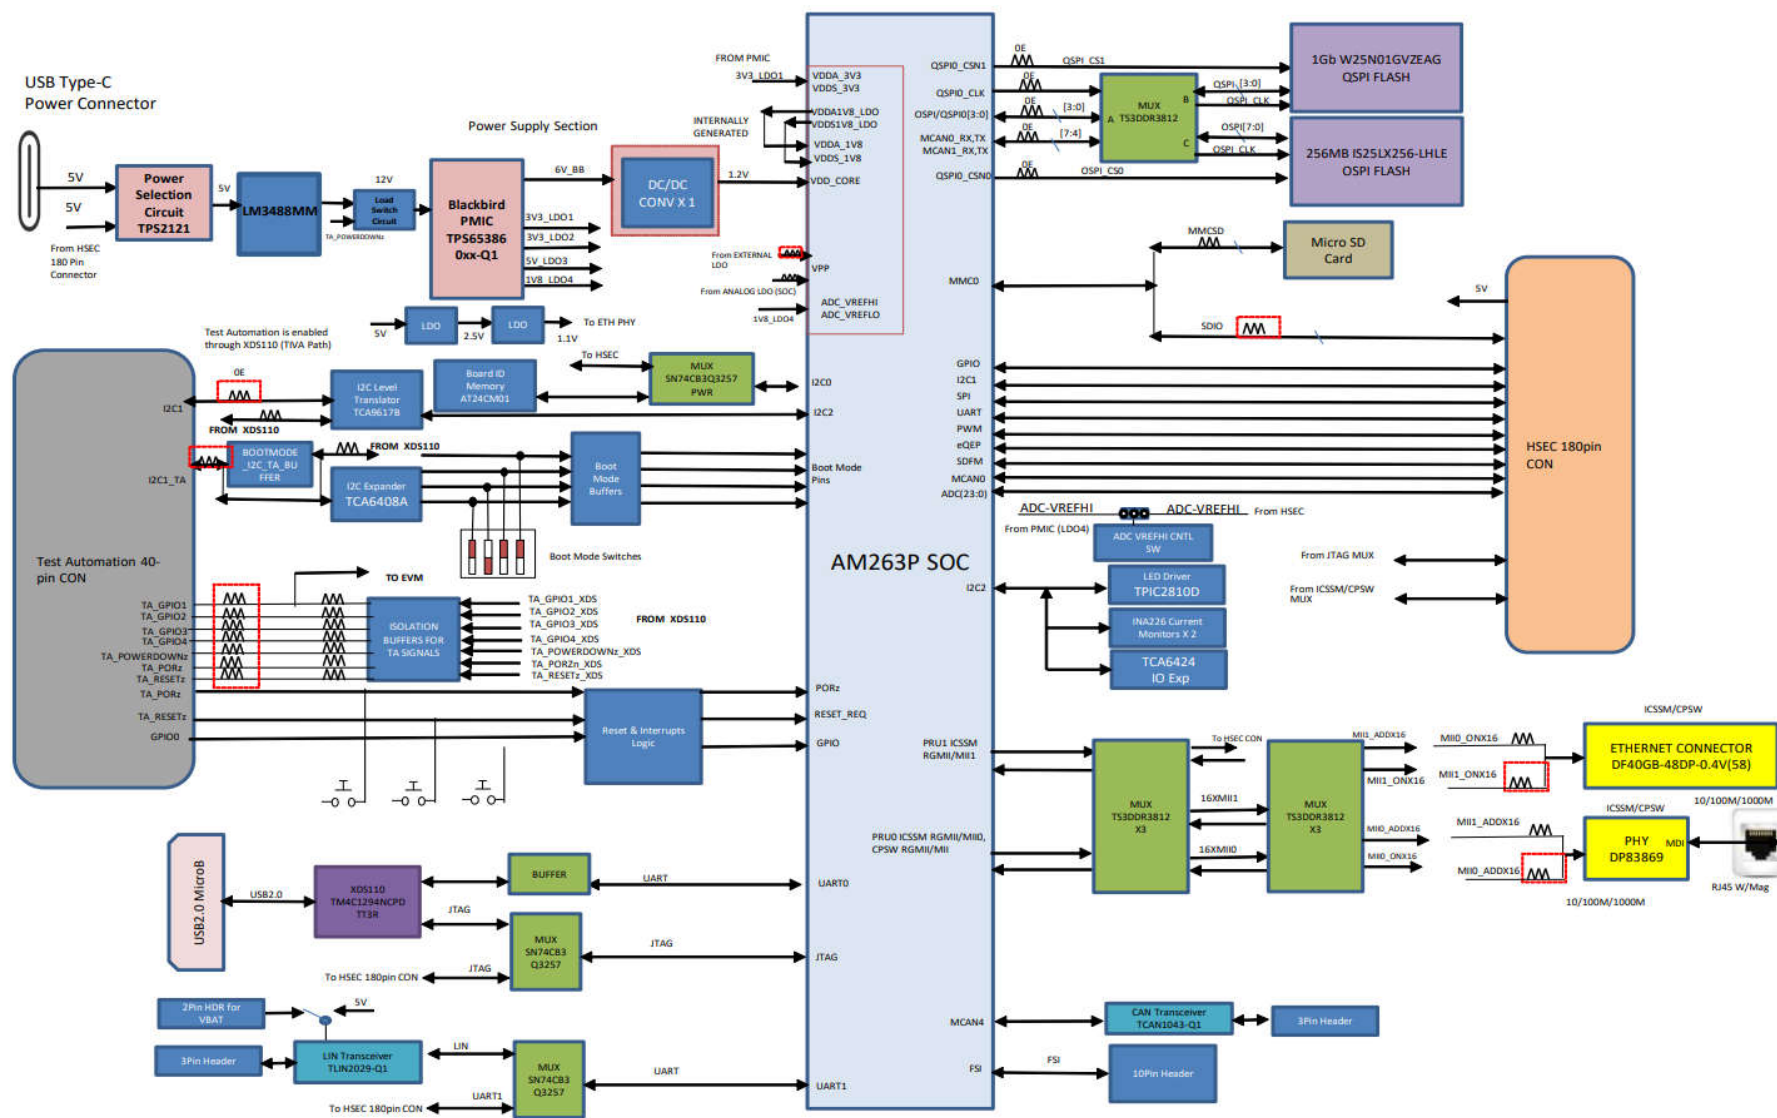 USB Type-C
Power Connector
5V
5V
From HSEC
180 Pin
Connector
Power
Selection
Circuit
TPS2121
5V
LM3488MM
12V
Load
Switch
Circuit
TA_POWERDOWNz
Power Supply Section
Blackbird
PMIC
TPS65386
0xx-Q1
6V_BB
3V3_LDO1
3V3_LDO2
5V_LDO3
1V8_LDO4
DC/DC
CONV X 1
1.2V
5V
LDO
2.5V
LDO
1.1V
To ETH PHY
FROM PMIC
3V3_LDO1
INTERNALLY
GENERATED
From EXTERNAL
LDO
From ANALOG LDO (SOC)
1V8_LDO4
VDDA_3V3
VDDS_3V3
VDDA1V8_LDO
VDDS1V8_LDO
VDDA_1V8
VDDS_1V8
VDD_CORE
VPP
ADC_VREFHI
ADC_VREFLO
AM263P SOC
QSPI0_CSN1
QSPI0_CLK
OSPI/QSPI0[3:0]
MCAN0_RX,TX
MCAN1_RX,TX
QSPI0_CSN0
0E
0E
0E
0E
0E
QSPI_CS1
[3:0]
[7:4]
OSPI_CS0
MUX
TS3DDR3812
A
B
C
QSPI [3:0]
QSPI_CLK
OSPI[7:0]
OSPI_CLK
1Gb W25N01GVZEAG
QSPI FLASH
256MB IS25LX256-LHLE
OSPI FLASH
MMC0
MMCSD
Micro SD
Card
SDIO
5V
HSEC 180pin
CON
GPIO
I2C1
SPI
UART
PWM
eQEP
SDFM
MCAN0
ADC(23:0)
ADC-VREFHI
ADC-VREFHI
From HSEC
From PMIC (LDO4)
ADC VREFHI CNTL
SW
From JTAG MUX
From ICSSM/CPSW
MUX
I2C2
LED Driver
TPIC2810D
INA226 Current
Monitors X 2
TCA6424
IO Exp
Test Automation is enabled
through XDS110 (TIVA Path)
Test Automation 40-
pin CON
0E
I2C1
FROM XDS110
I2C Level
Translator
TCA9617B
Board ID
Memory
AT24CM01
To HSEC
MUX
SN74CB3Q3257
PWR
I2C0
I2C2
I2C1_TA
BOOTMODE
_I2C_TA_BU
FFER
FROM XDS110
I2C Expander
TCA6408A
Boot
Mode
Buffers
Boot Mode
Pins
Boot Mode Switches
TO EVM
TA_GPIO1
TA_GPIO2
TA_GPIO3
TA_GPIO4
TA_POWERDOWNz
TA_PORz
TA_RESETz
TA_PORz
TA_RESETz
GPIO0
ISOLATION
BUFFERS FOR
TA SIGNALS
TA_GPIO1_XDS
TA_GPIO2_XDS
TA_GPIO3_XDS
TA_GPIO4_XDS
TA_POWERDOWNz_XDS
TA_PORZn_XDS
TA_RESETz_XDS
FROM XDS110
Reset & Interrupts
Logic
PORz
RESET_REQ
GPIO
PRU1 ICSSM
RGMII/MII1
PRU0 ICSSM RGMII/MII0,
CPSW RGMII/MII
MUX
TS3DDR3812
X3
To HSEC CON
16XMII1
16XMII0
MUX
TS3DDR3812
X3
MII1_ADDX16
MII1_ONX16
MII0_ADDX16
MII0_ONX16
MII0_ONX16
MII1_ONX16
MII1_ADDX16
MII0_ADDX16
ICSSM/CPSW
ETHERNET CONNECTOR
DF40GB-48DP-0.4V(58)
10/100M/1000M
ICSSM/CPSW
PHY
DP83869
MDI
RJ45 W/Mag
10/100M/1000M
USB2.0 MicroB
USB2.0
XDS110
TM4C1294NCPD
TT3R
BUFFER
UART
UART0
JTAG
MUX
SN74CB3
Q3257
JTAG
JTAG
To HSEC 180pin CON
JTAG
2Pin HDR for
VBAT
5V
3Pin Header
LIN Transceiver
TLIN2029-Q1
LIN
MUX
SN74CB3
Q3257
UART
UART1
To HSEC 180pin CON
UART1
MCAN4
CAN Transceiver
TCAN1043-Q1
3Pin Header
FSI
FSI
10Pin Header